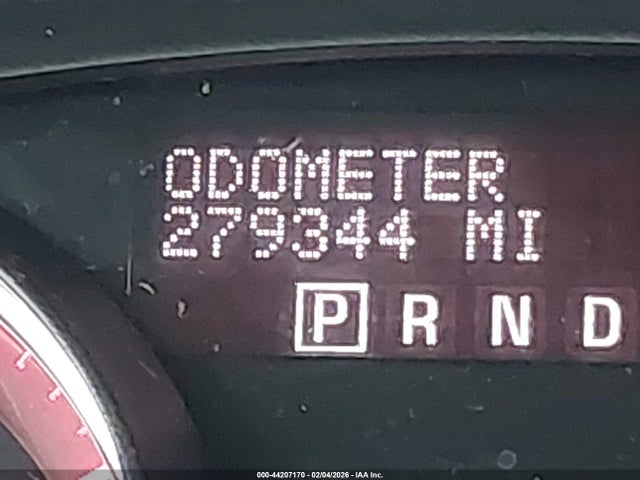 ODOMETER
279344 MI
P R N D
000-44207170 - 02/04/2026 - IAA Inc.